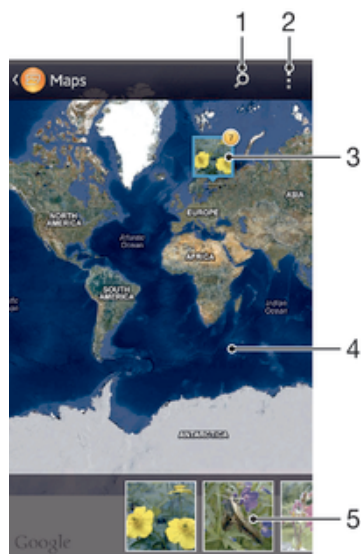 1 2
Maps
7
3
NORTH
AMERICA
Atlantic
Ocean
EUROPE
ASIA
AFRICA
SOUTH
AMERICA
Indian
Ocean
4
ANTARCTICA
5
Google